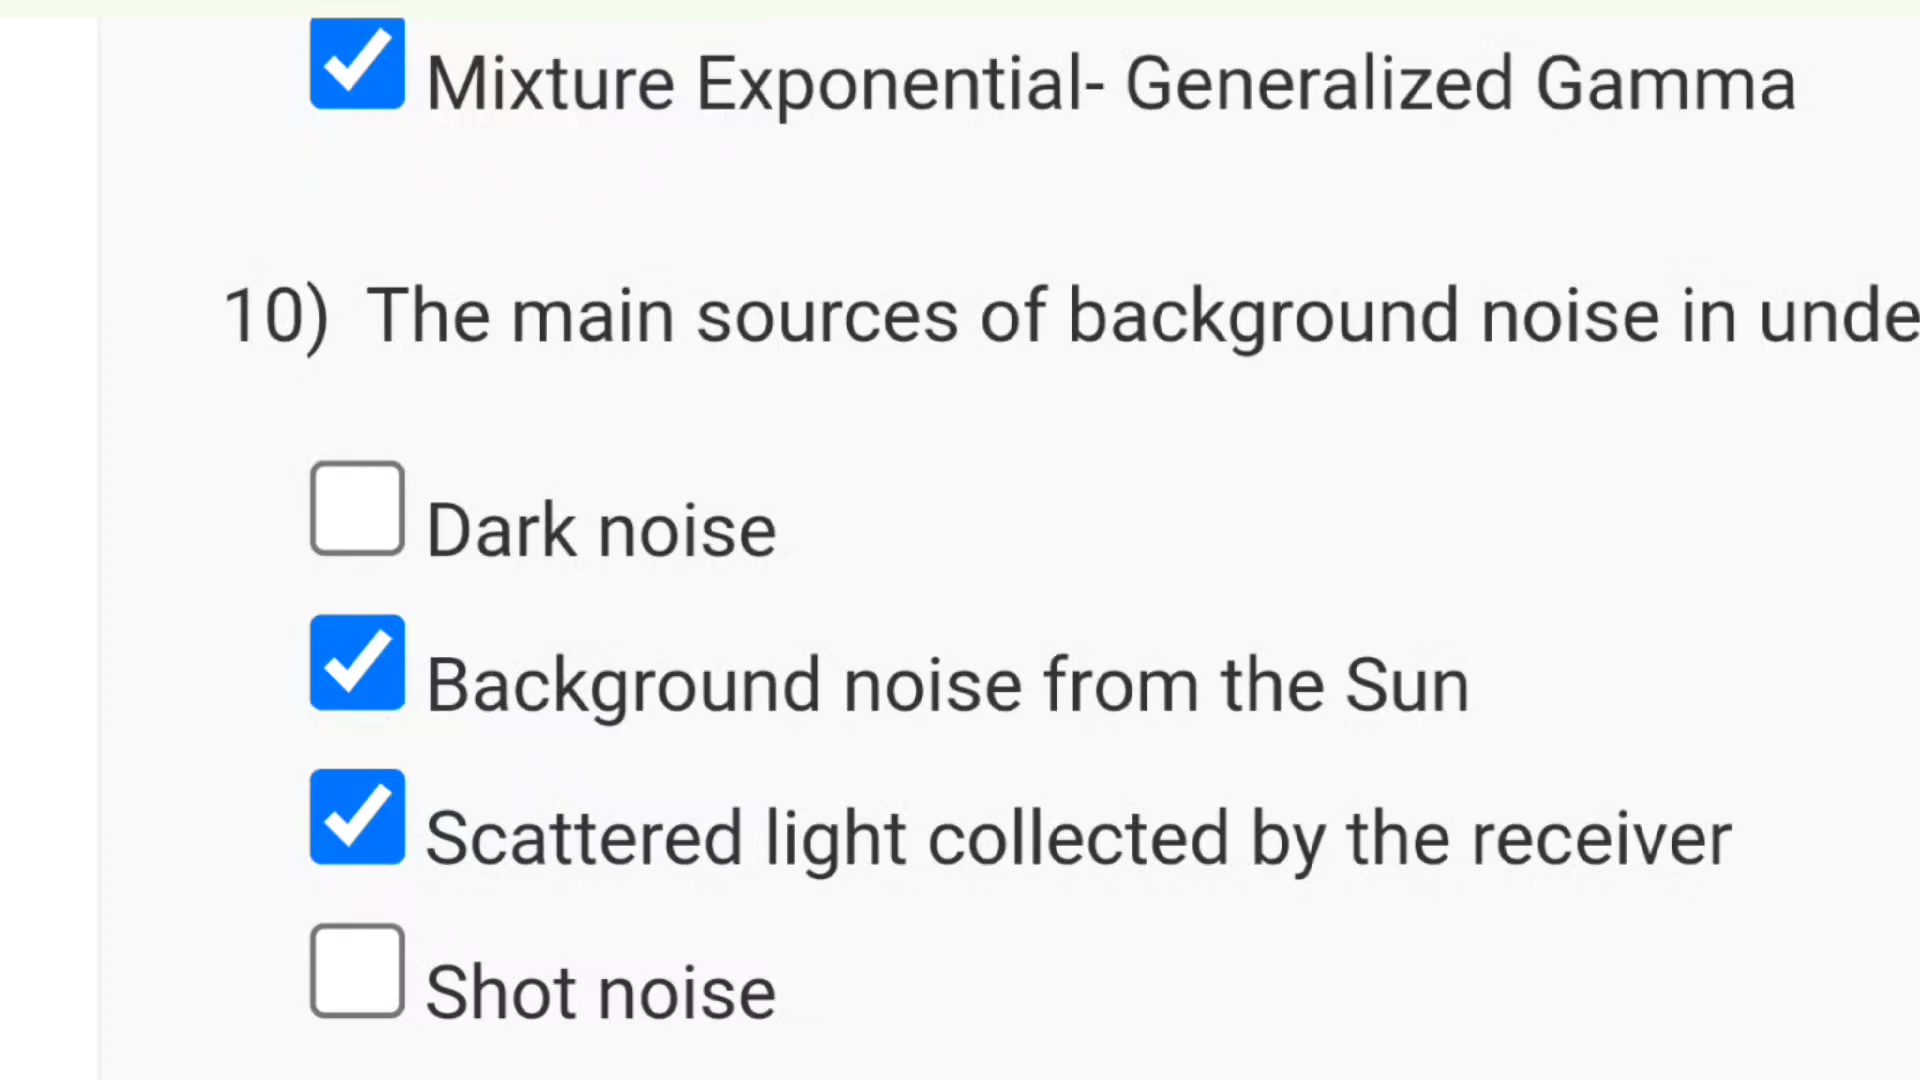 Mixture Exponential- Generalized Gamma
10) The main sources of background noise in unde
Dark noise
Background noise from the Sun
Scattered light collected by the receiver
Shot noise